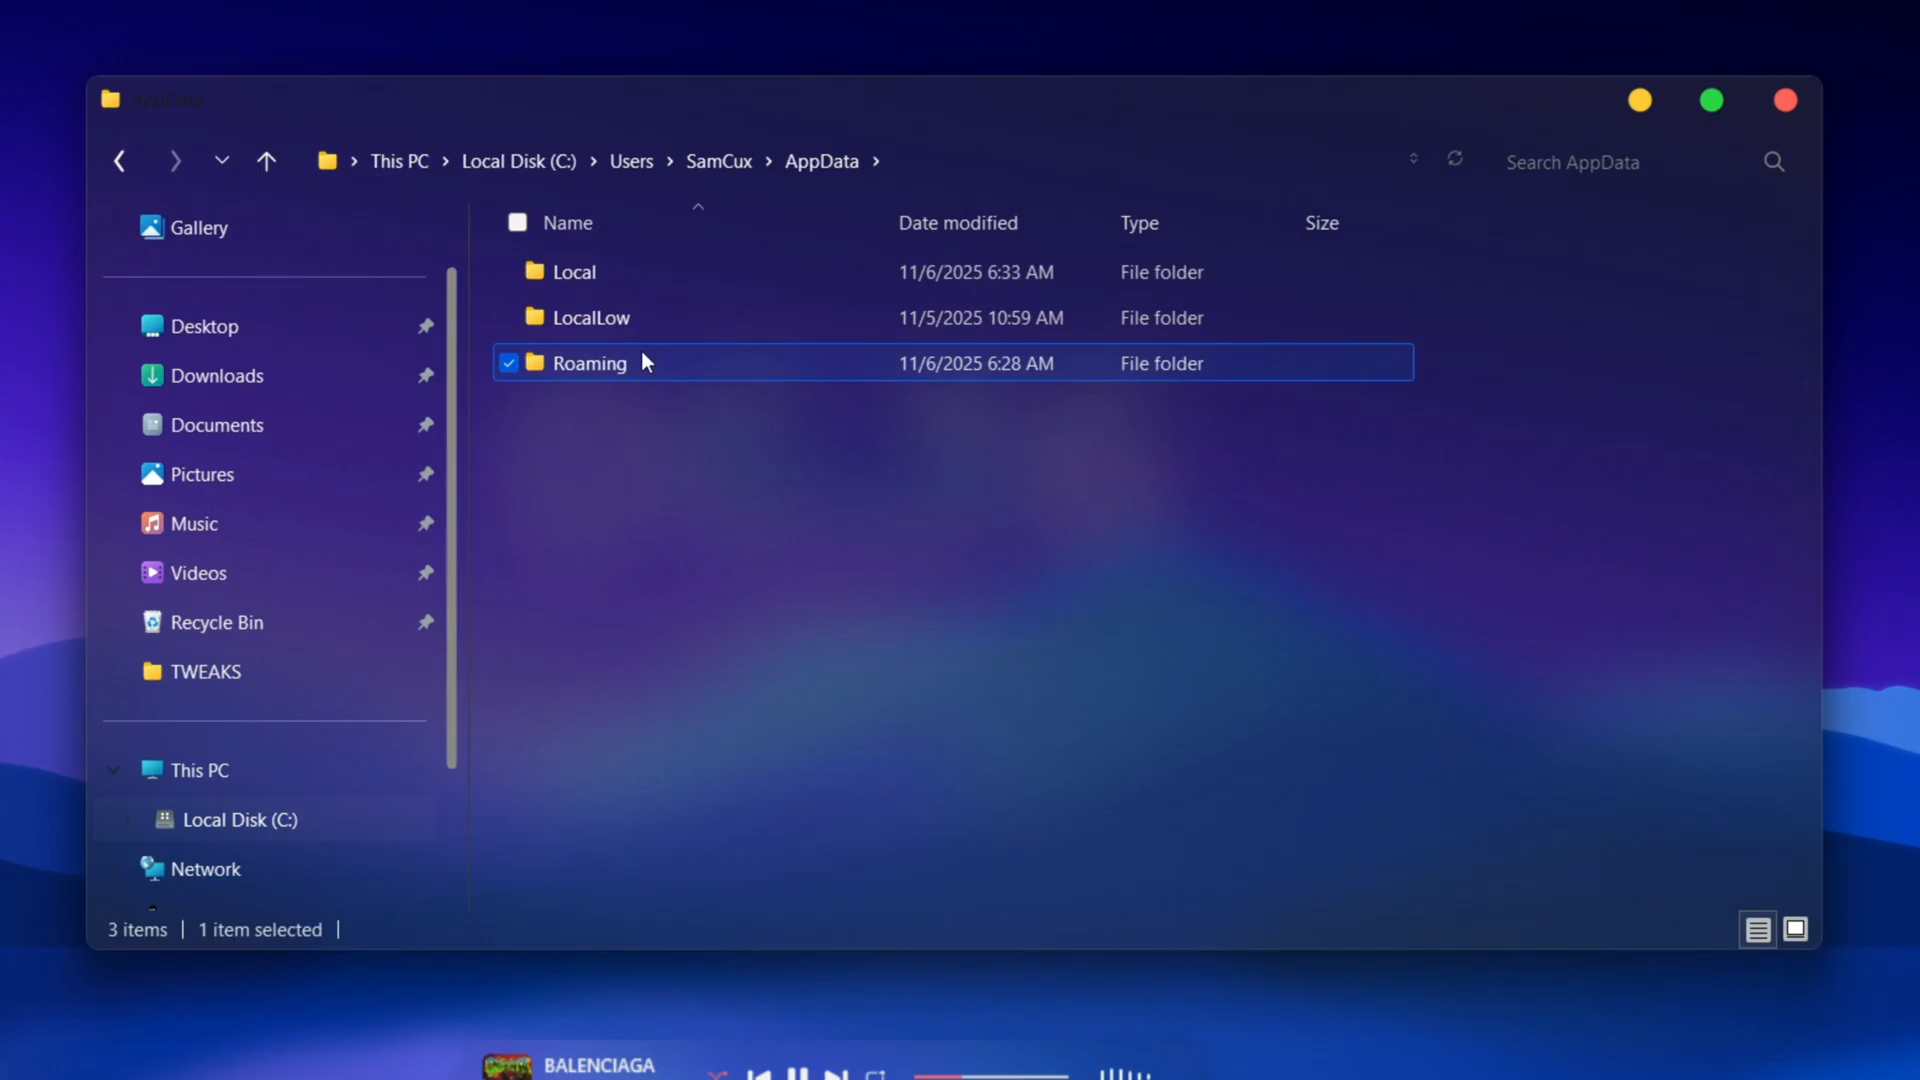 AppData
This PC Local Disk (C:) Users SamCux AppData
Search AppData
Gallery
Desktop
Downloads
Documents
Pictures
Music
Videos
Recycle Bin
TWEAKS
This PC
Local Disk (C:)
Network
Name Date modified Type Size
Local 11/6/2025 6:33 AM File folder
LocalLow 11/5/2025 10:59 AM File folder
Roaming 11/6/2025 6:28 AM File folder
3 items 1 item selected
BALENCIAGA